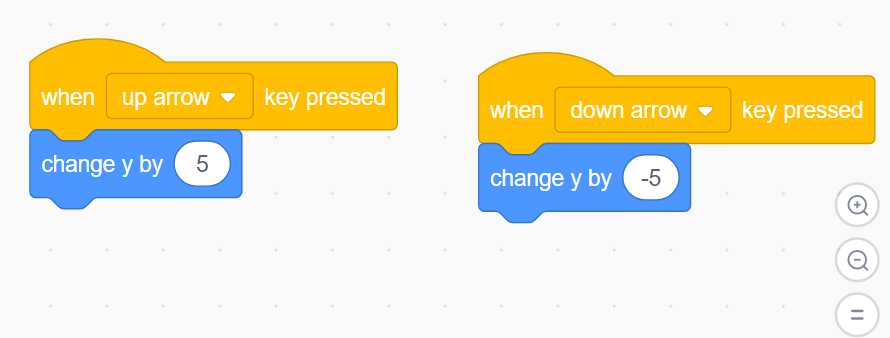 when up arrow key pressed
change y by 5
when down arrow key pressed
change y by -5